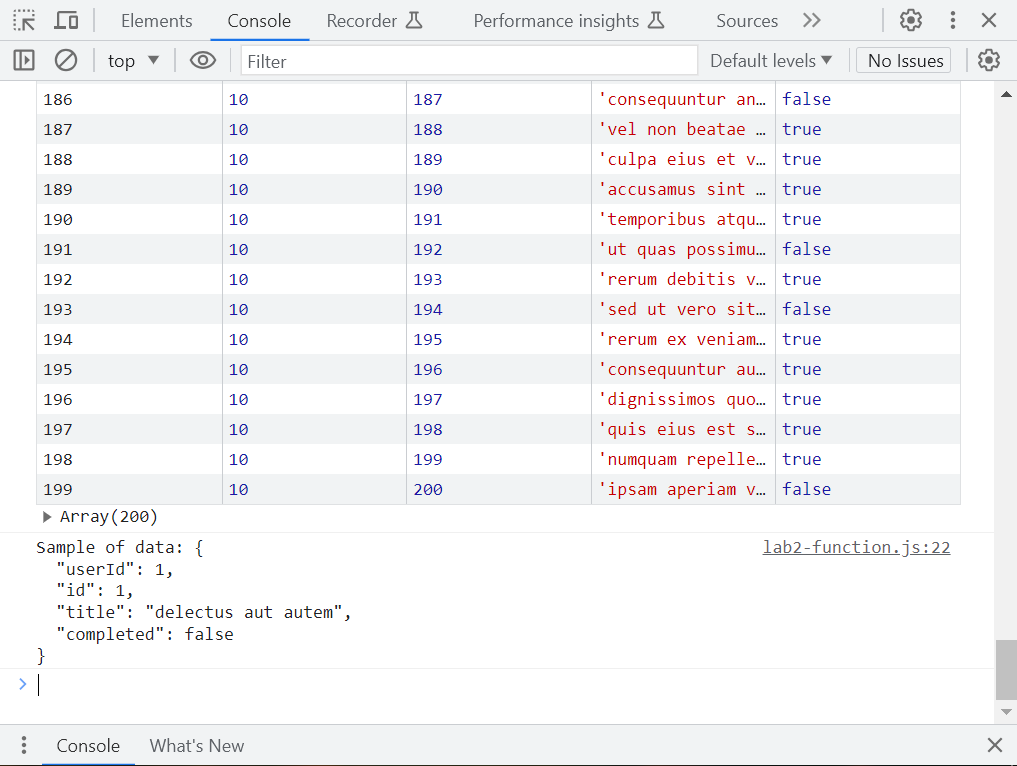 Elements Console Recorder Performance insights Sources
top Filter Default levels No Issues
186 10 187 'consequuntur an… false
187 10 188 'vel non beatae … true
188 10 189 'culpa eius et v… true
189 10 190 'accusamus sint … true
190 10 191 'temporibus atqu… true
191 10 192 'ut quas possimu… false
192 10 193 'rerum debitis v… true
193 10 194 'sed ut vero sit… false
194 10 195 'rerum ex veniam… true
195 10 196 'consequuntur au… true
196 10 197 'dignissimos quo… true
197 10 198 'quis eius est s… true
198 10 199 'numquam repelle… true
199 10 200 'ipsam aperiam v… false
Array(200)
Sample of data: { lab2-function.js:22
"userId": 1,
"id": 1,
"title": "delectus aut autem",
"completed": false
}
Console What's New